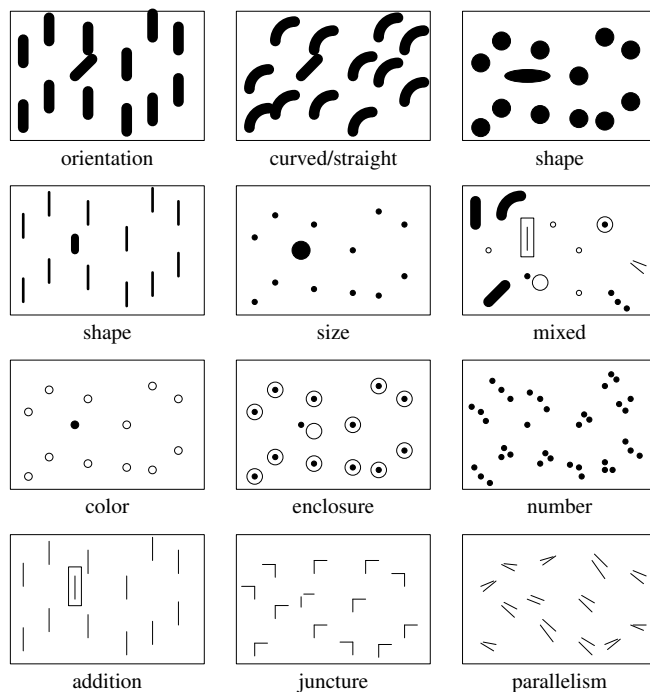 orientation
curved/straight
shape
shape
size
mixed
color
enclosure
number
addition
juncture
parallelism